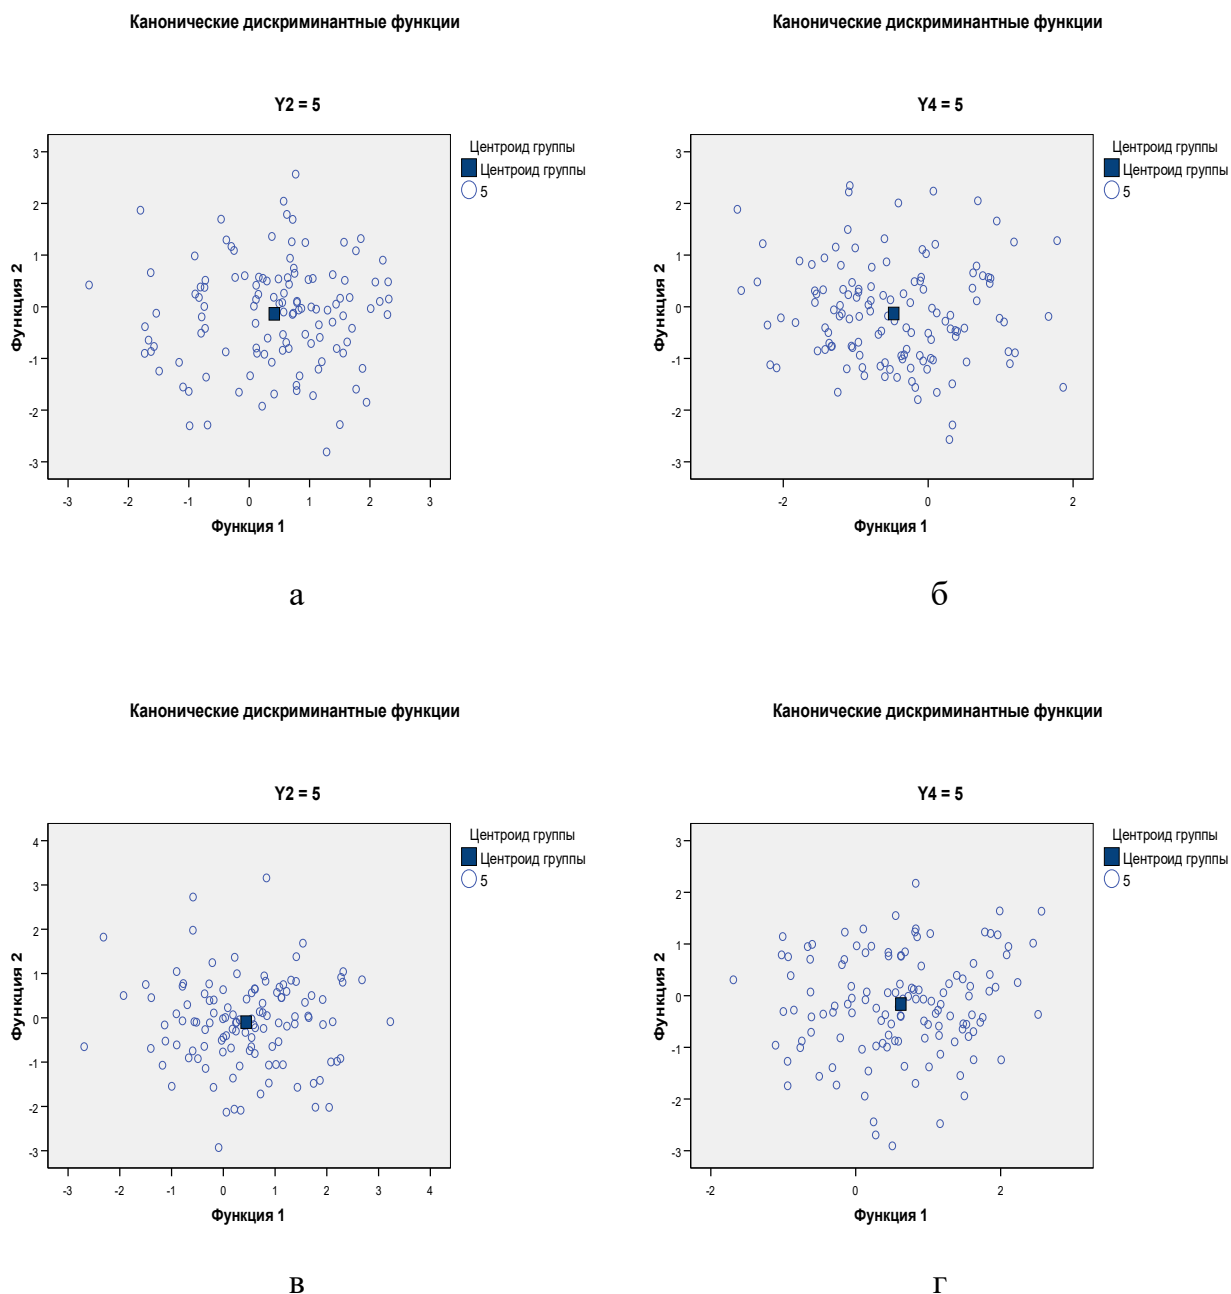 Канонические дискриминантные функции
Y2 = 5
Центроид группы
Центроид группы
5
Функция 2
3
2
1
0
-1
-2
-3
-3 -2 -1 0 1 2 3
Функция 1
а
Канонические дискриминантные функции
Y4 = 5
Центроид группы
Центроид группы
5
Функция 2
3
2
1
0
-1
-2
-3
-2 0 2
Функция 1
б
Канонические дискриминантные функции
Y2 = 5
Центроид группы
Центроид группы
5
Функция 2
4
3
2
1
0
-1
-2
-3
-3 -2 -1 0 1 2 3 4
Функция 1
в
Канонические дискриминантные функции
Y4 = 5
Центроид группы
Центроид группы
5
Функция 2
3
2
1
0
-1
-2
-3
-2 0 2
Функция 1
г